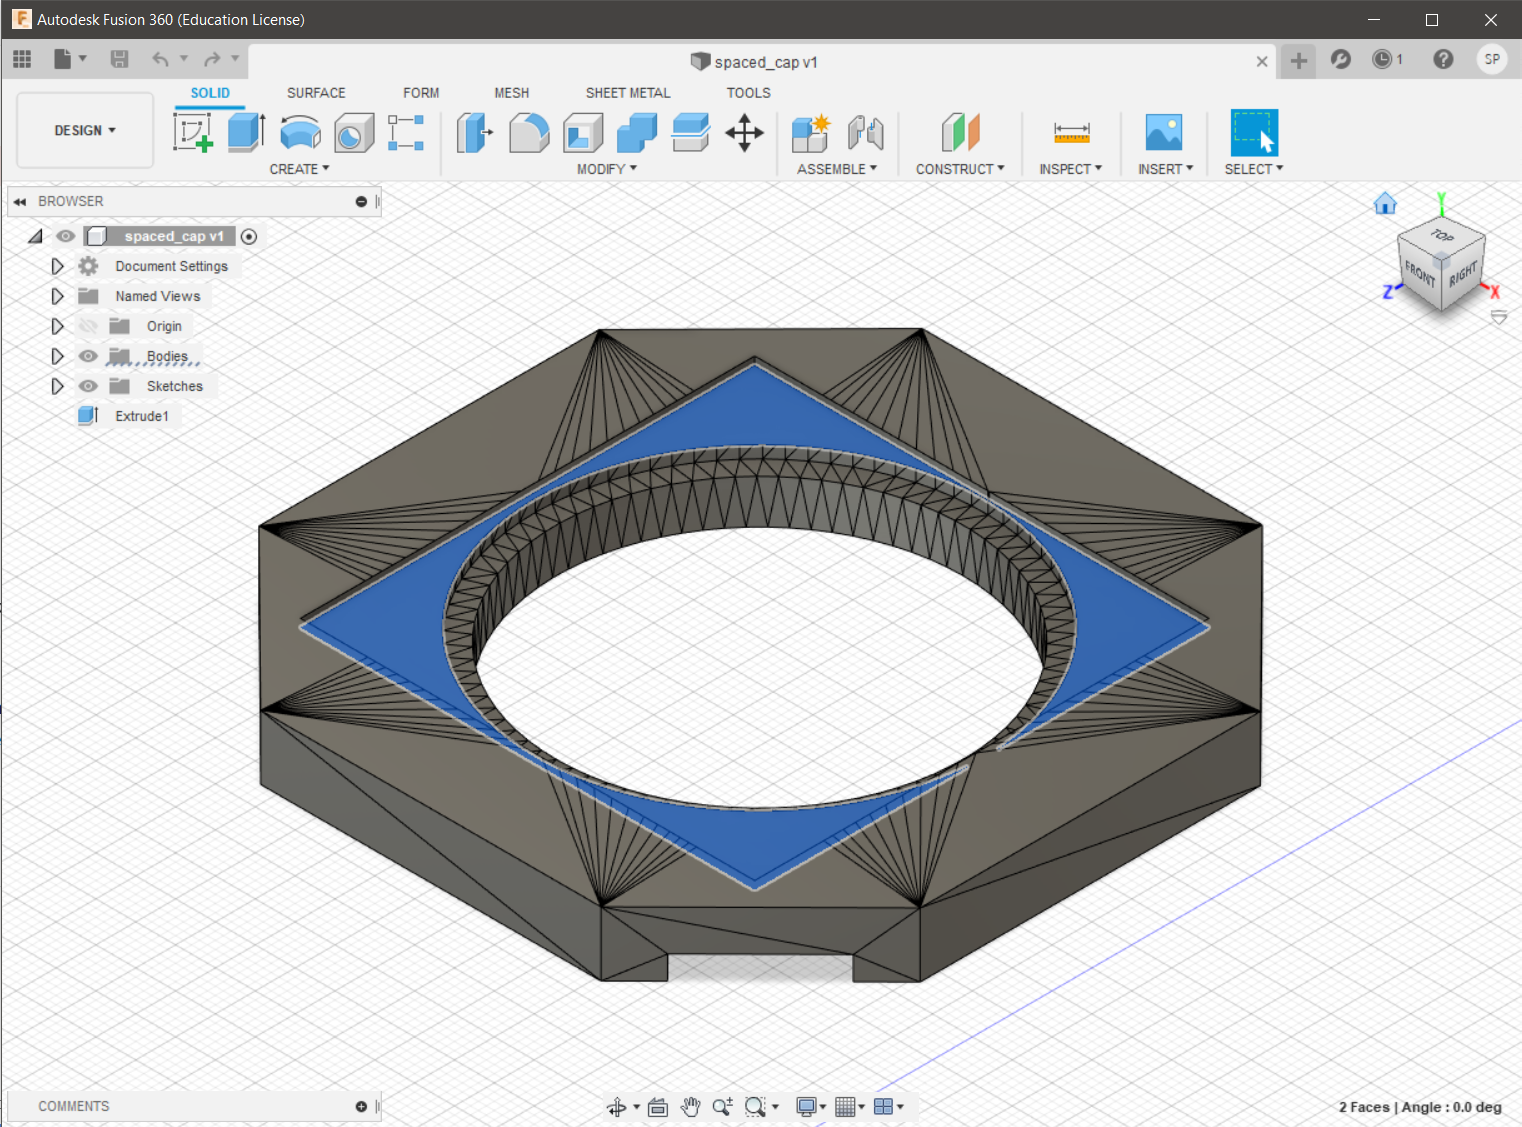 Autodesk Fusion 360 (Education License)
spaced_cap v1
1
SP
SOLID SURFACE FORM MESH SHEET METAL TOOLS
DESIGN
CREATE MODIFY ASSEMBLE CONSTRUCT INSPECT INSERT SELECT
BROWSER
spaced_cap v1
Document Settings
Named Views
Origin
Bodies
Sketches
Extrude1
Y
TOP
FRONT
RIGHT
Z
X
COMMENTS
2 Faces | Angle : 0.0 deg